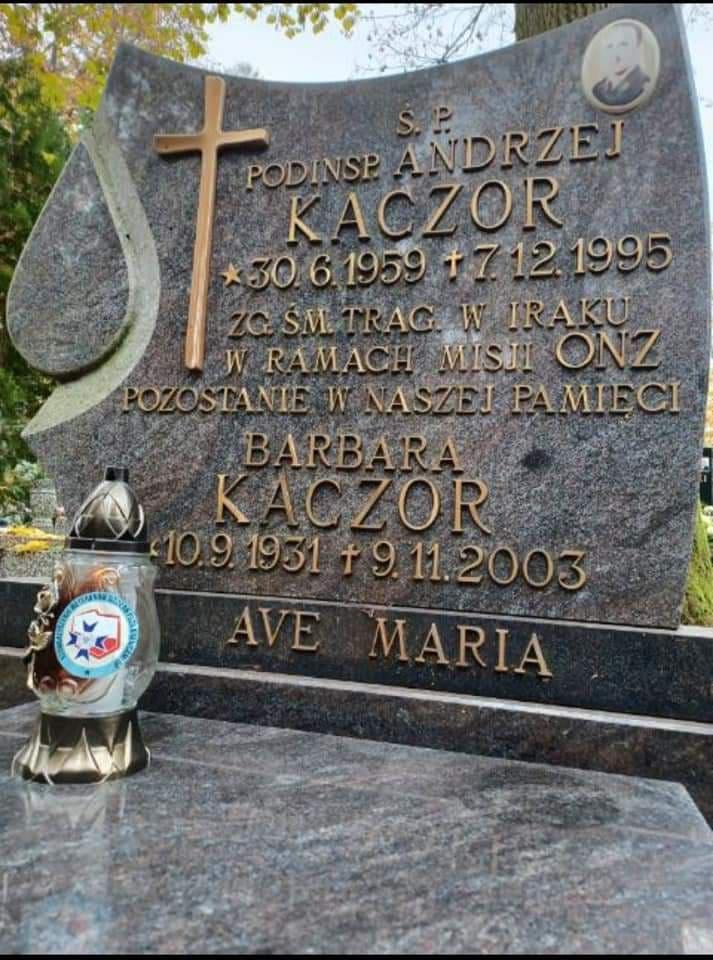 Ś. P.
PODINSP. ANDRZEJ
KACZOR
★30.6.1959 ✝ 7.12.1995
ZG. ŚM. TRAG. W IRAKU
W RAMACH MISJI ONZ
POZOSTANIE W NASZEJ PAMIĘCI
BARBARA
KACZOR
10.9.1931 ✝ 9.11.2003
AVE MARIA